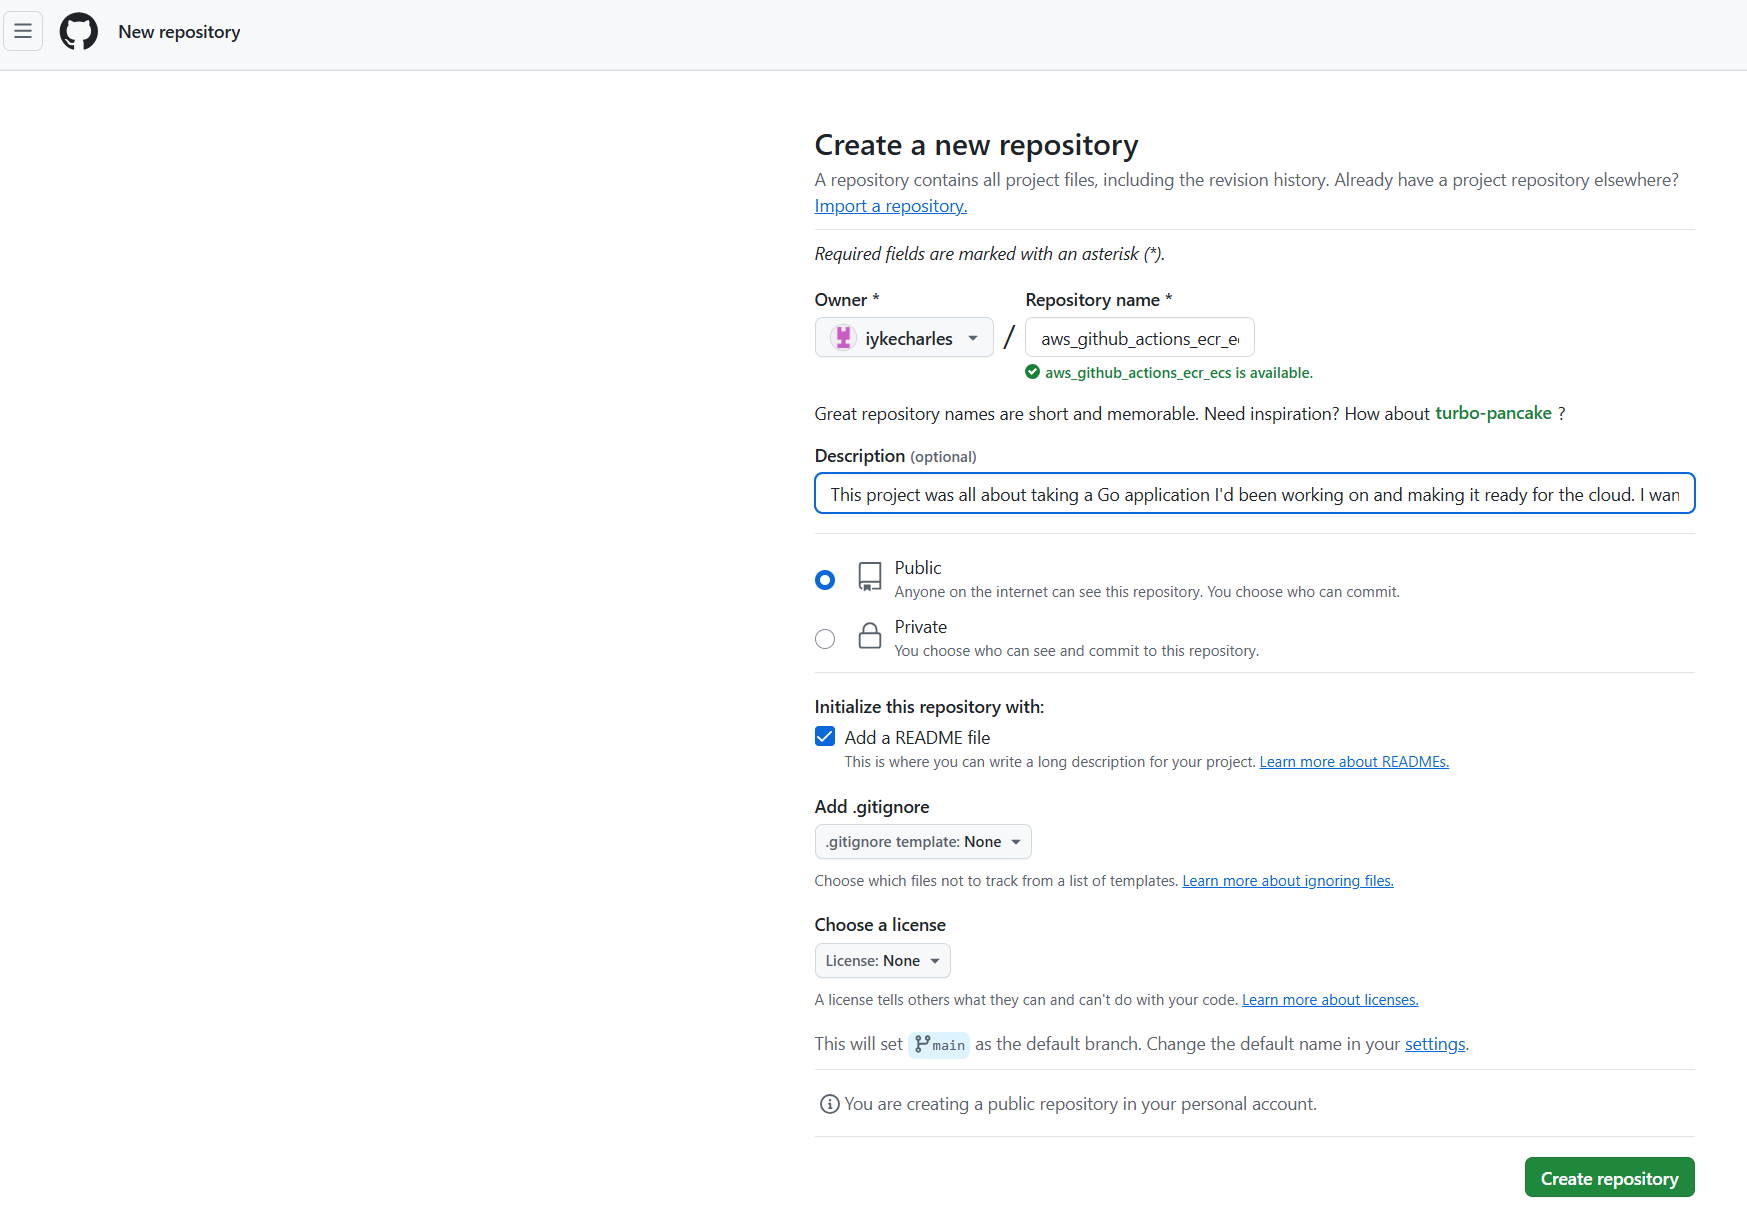 New repository
Create a new repository
A repository contains all project files, including the revision history. Already have a project repository elsewhere?
Import a repository.
Required fields are marked with an asterisk (*).
Owner *
Repository name *
iykecharles
/
aws_github_actions_ecr_ec
aws_github_actions_ecr_ecs is available.
Great repository names are short and memorable. Need inspiration? How about turbo-pancake ?
Description (optional)
This project was all about taking a Go application I'd been working on and making it ready for the cloud. I wan
Public
Anyone on the internet can see this repository. You choose who can commit.
Private
You choose who can see and commit to this repository.
Initialize this repository with:
Add a README file
This is where you can write a long description for your project. Learn more about READMEs.
Add .gitignore
.gitignore template: None
Choose which files not to track from a list of templates. Learn more about ignoring files.
Choose a license
License: None
A license tells others what they can and can't do with your code. Learn more about licenses.
This will set main as the default branch. Change the default name in your settings.
You are creating a public repository in your personal account.
Create repository